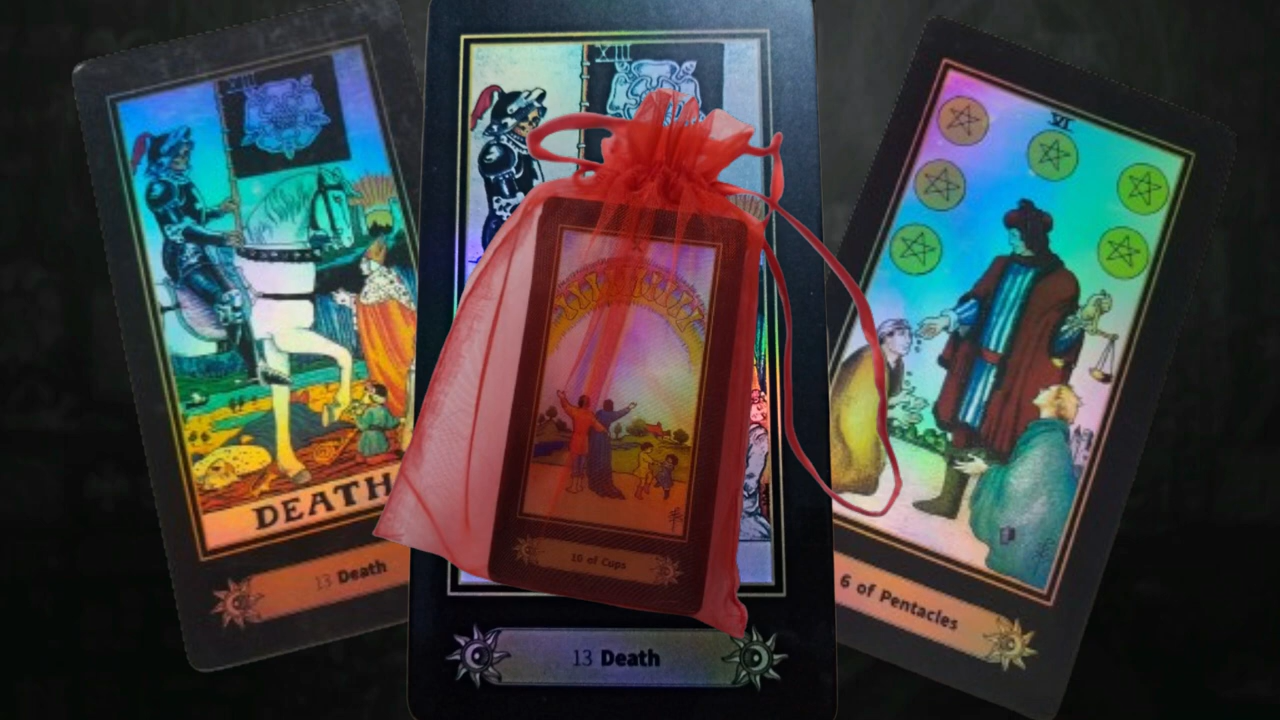 XIII
DEATH
13 Death
XIII
10 of Cups
13 Death
VI
6 of Pentacles